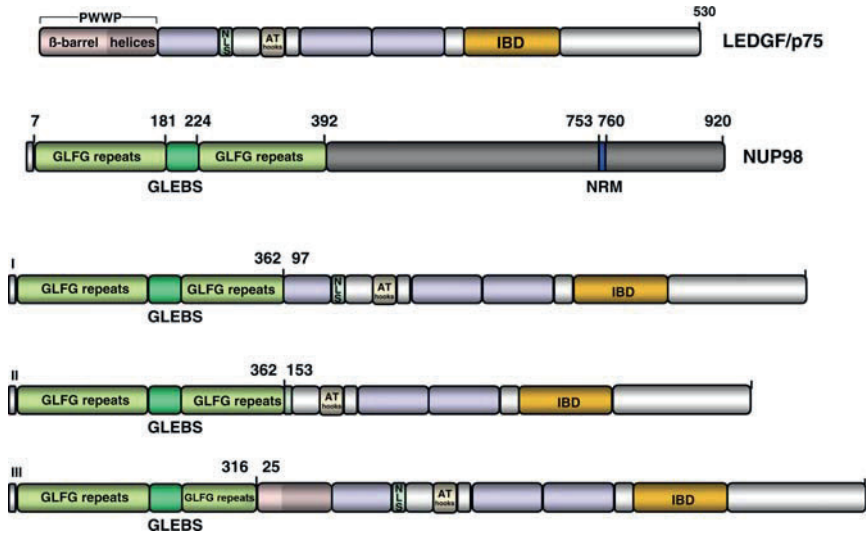 PWWP
530
ß-barrel helices NLS AT hooks IBD LEDGF/p75
7 181 224 392 753 760 920
GLFG repeats GLFG repeats NUP98
GLEBS NRM
I 362 97
GLFG repeats GLFG repeats NLS AT hooks IBD
GLEBS
II 362 153
GLFG repeats GLFG repeats AT hooks IBD
GLEBS
III 316 25
GLFG repeats GLFG repeats NLS AT hooks IBD
GLEBS